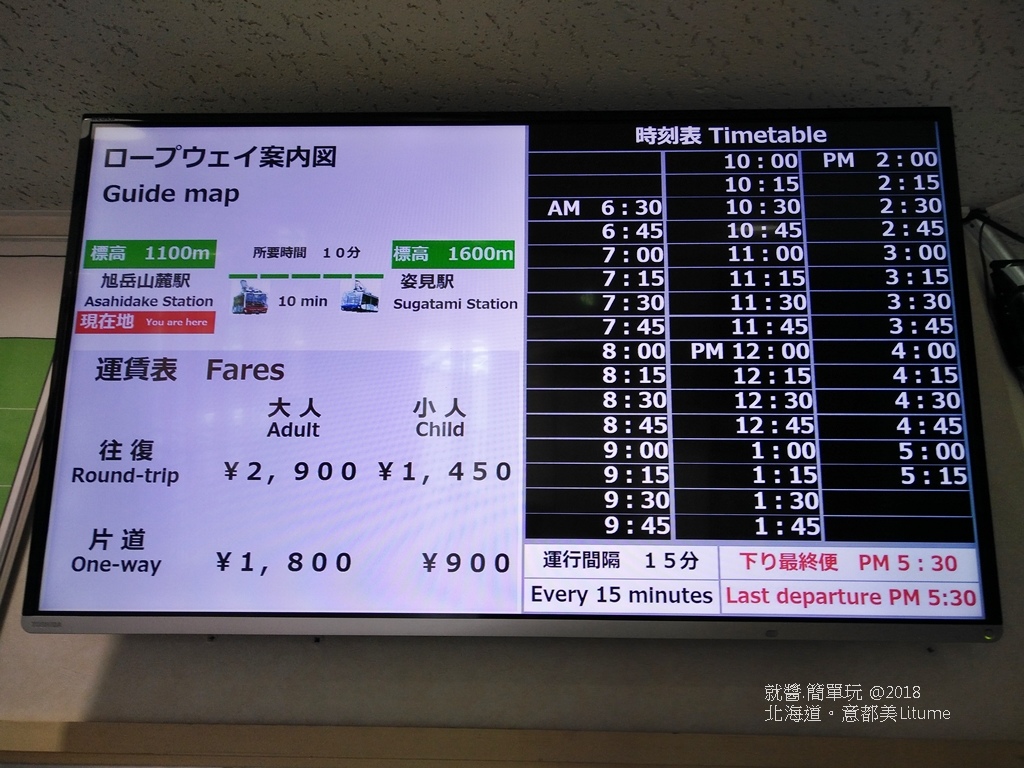 ロープウェイ案内図
Guide map
標高 1100m
所要時間 10分
標高 1600m
旭岳山麓駅
姿見駅
Asahidake Station
10 min
Sugatami Station
現在地 You are here
運賃表 Fares
大人 小人
Adult Child
往復
Round-trip
¥2,900 ¥1,450
片道
One-way
¥1,800 ¥900
時刻表 Timetable
10:00 PM 2:00
10:15 2:15
AM 6:30 10:30 2:30
6:45 10:45 2:45
7:00 11:00 3:00
7:15 11:15 3:15
7:30 11:30 3:30
7:45 11:45 3:45
8:00 PM 12:00 4:00
8:15 12:15 4:15
8:30 12:30 4:30
8:45 12:45 4:45
9:00 1:00 5:00
9:15 1:15 5:15
9:30 1:30
9:45 1:45
運行間隔 15分
下り最終便 PM 5:30
Every 15 minutes
Last departure PM 5:30
TOSHIBA
就醬.簡單玩 @2018
北海道。意都美Litume